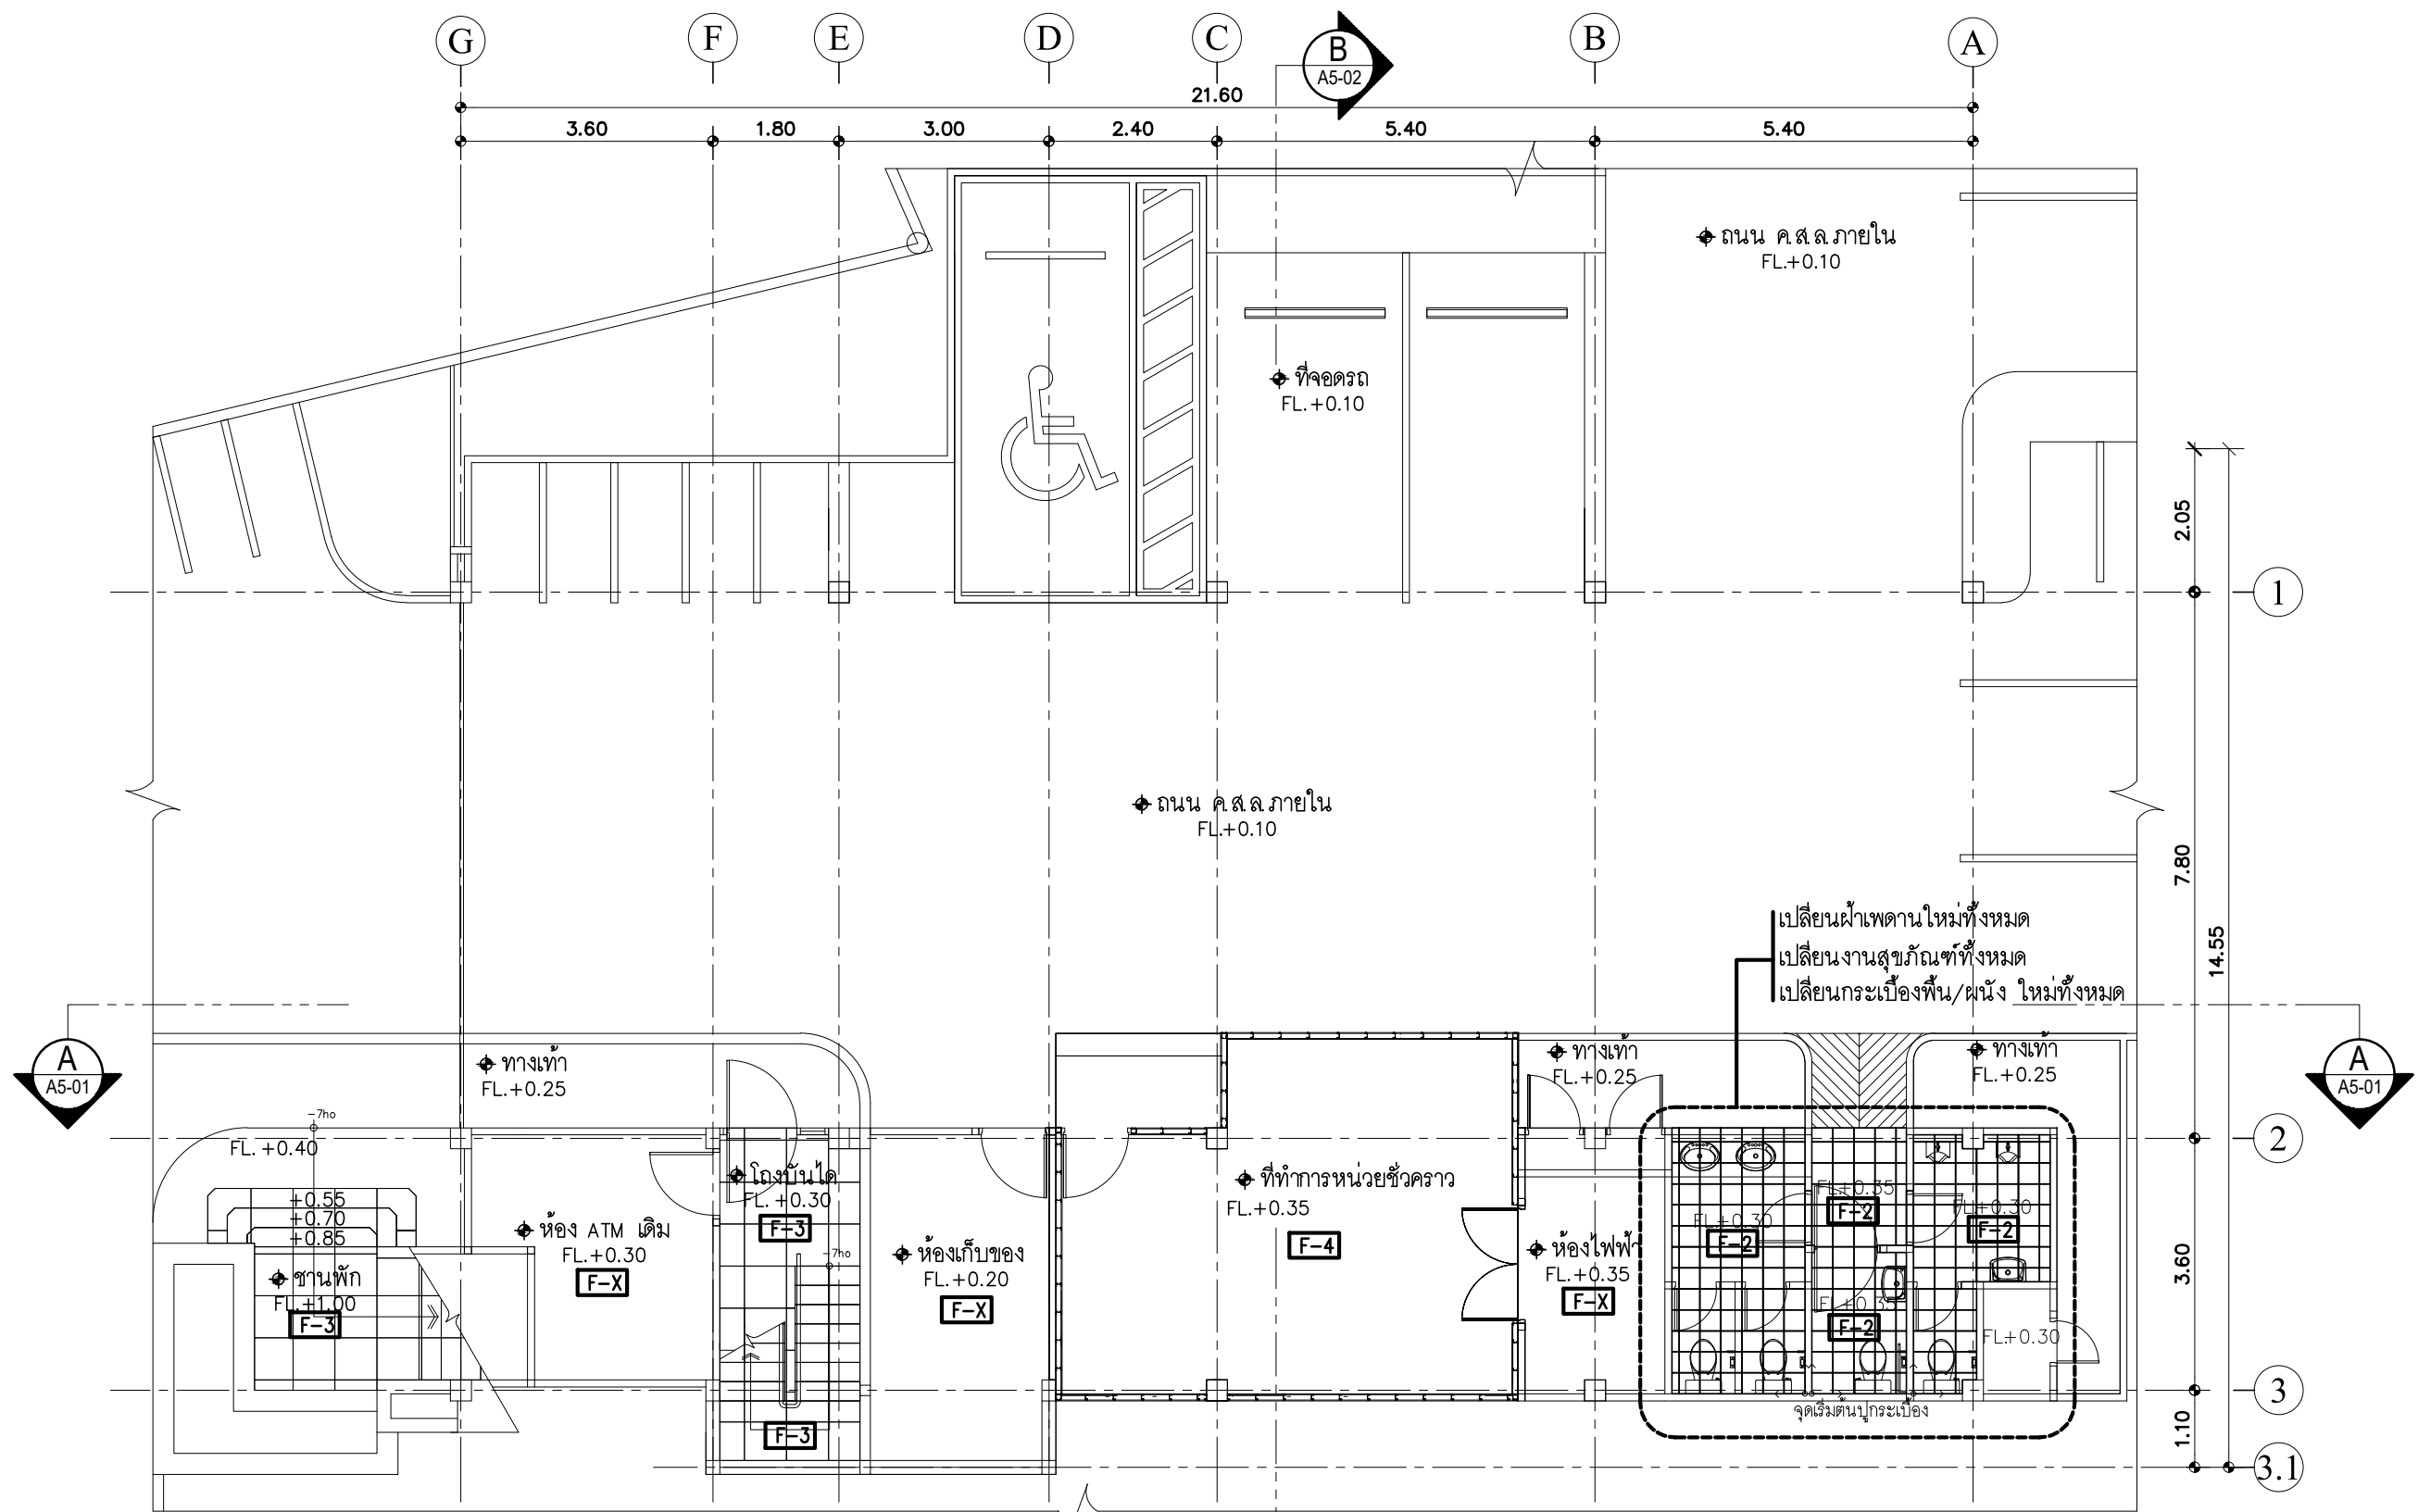 G F E D C B A
B
A5-02
21.60
3.60 1.80 3.00 2.40 5.40 5.40
ถนน ค.ส.ล.ภายใน
FL.+0.10
ที่จอดรถ
FL.+0.10
2.05
1
ถนน ค.ส.ล.ภายใน
FL.+0.10
7.80
14.55
เปลี่ยนฝ้าเพดานใหม่ทั้งหมด
เปลี่ยนงานสุขภัณฑ์ทั้งหมด
เปลี่ยนกระเบื้องพื้น/ผนัง ใหม่ทั้งหมด
A
A5-01
A
A5-01
ทางเท้า
FL.+0.25
ทางเท้า
FL.+0.25
ทางเท้า
FL.+0.25
-7ho
FL. +0.40
2
+0.55
+0.70
+0.85
ชานพัก
FL.+1.00
F-3
ห้อง ATM เดิม
FL.+0.30
F-X
โถงบันได
FL. +0.30
F-3
-7ho
F-3
ห้องเก็บของ
FL.+0.20
F-X
ที่ทำการหน่วยชั่วคราว
FL.+0.35
F-4
ห้องไฟฟ้า
FL.+0.35
F-X
FL+0.30
F-2
FL+0.35
F-2
FL+0.30
F-2
FL+0.35
F-2
FL+0.30
จุดเริ่มต้นปูกระเบื้อง
3.60
3
1.10
3.1